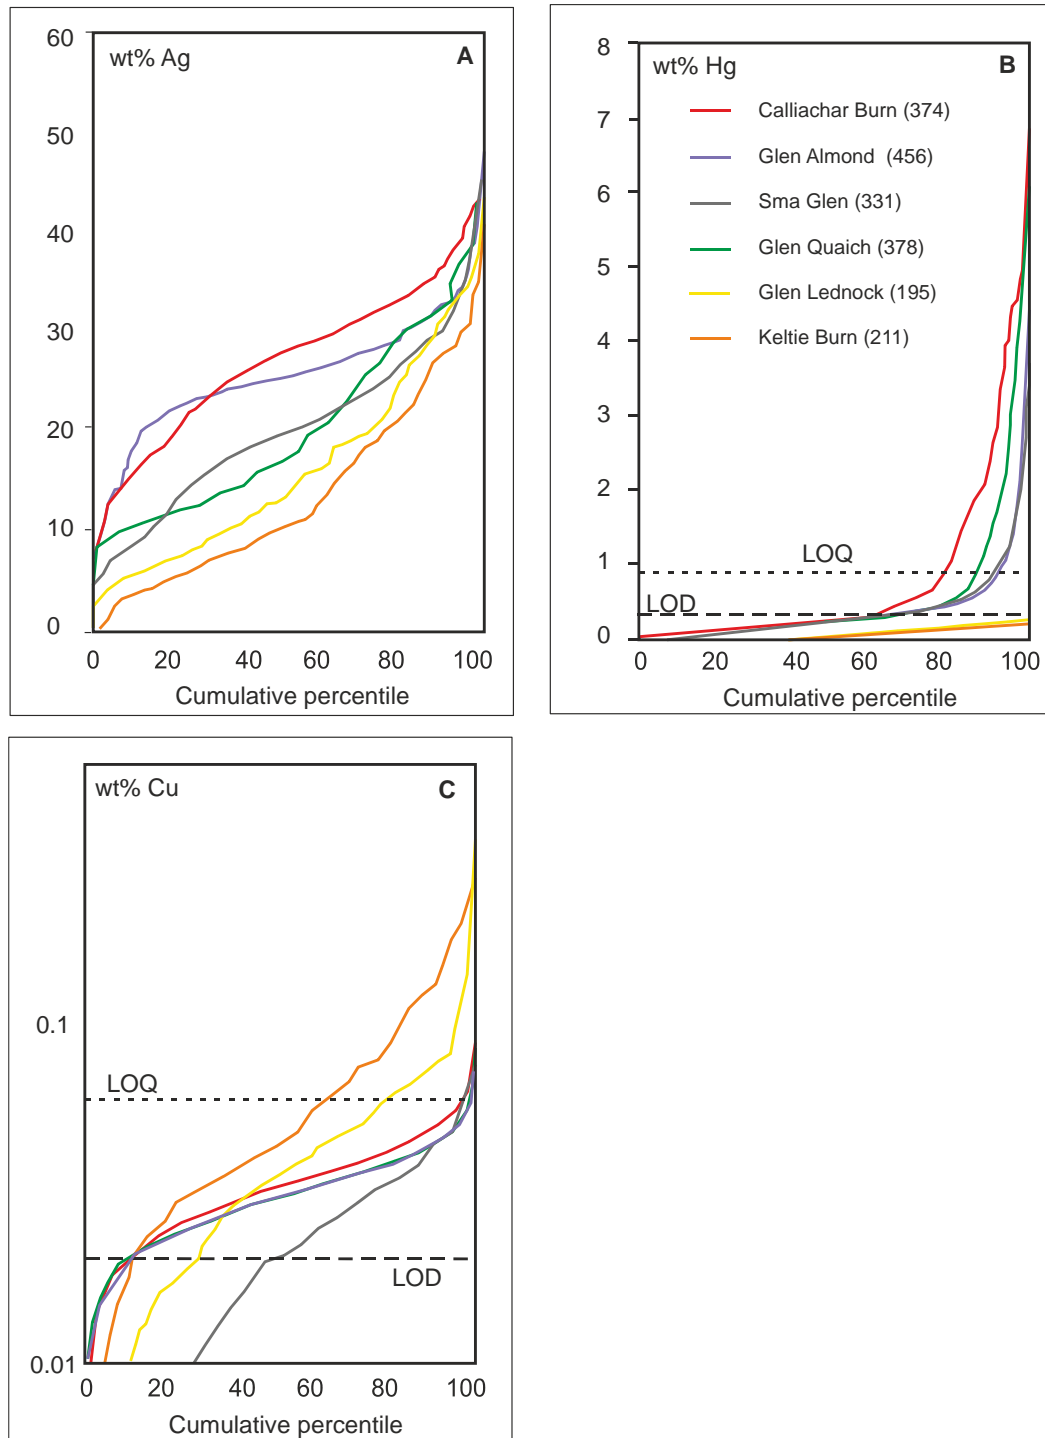 wt% Ag
A
60
50
40
30
20
10
0
0 20 40 60 80 100
Cumulative percentile
wt% Hg
B
8
7
6
5
4
3
2
1
0
Calliachar Burn (374)
Glen Almond (456)
Sma Glen (331)
Glen Quaich (378)
Glen Lednock (195)
Keltie Burn (211)
LOQ
LOD
0 20 40 60 80 100
Cumulative percentile
wt% Cu
C
0.1
0.01
LOQ
LOD
0 20 40 60 80 100
Cumulative percentile